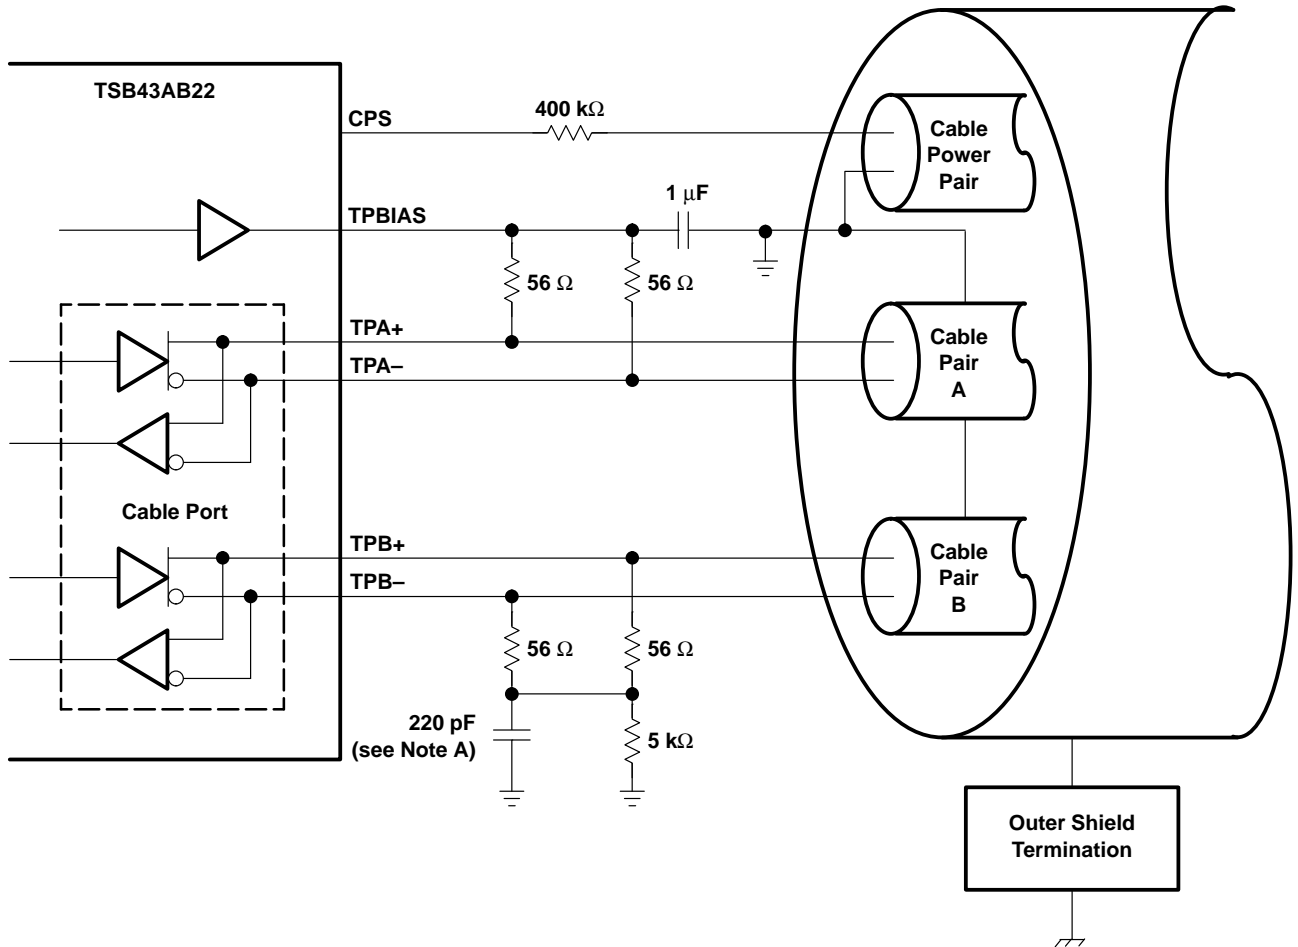 TSB43AB22
CPS
400 kΩ
Cable
Power
Pair
TPBIAS
1 μF
56 Ω
56 Ω
TPA+
TPA–
Cable
Pair
A
Cable Port
TPB+
TPB–
Cable
Pair
B
56 Ω
56 Ω
220 pF
(see Note A)
5 kΩ
Outer Shield
Termination